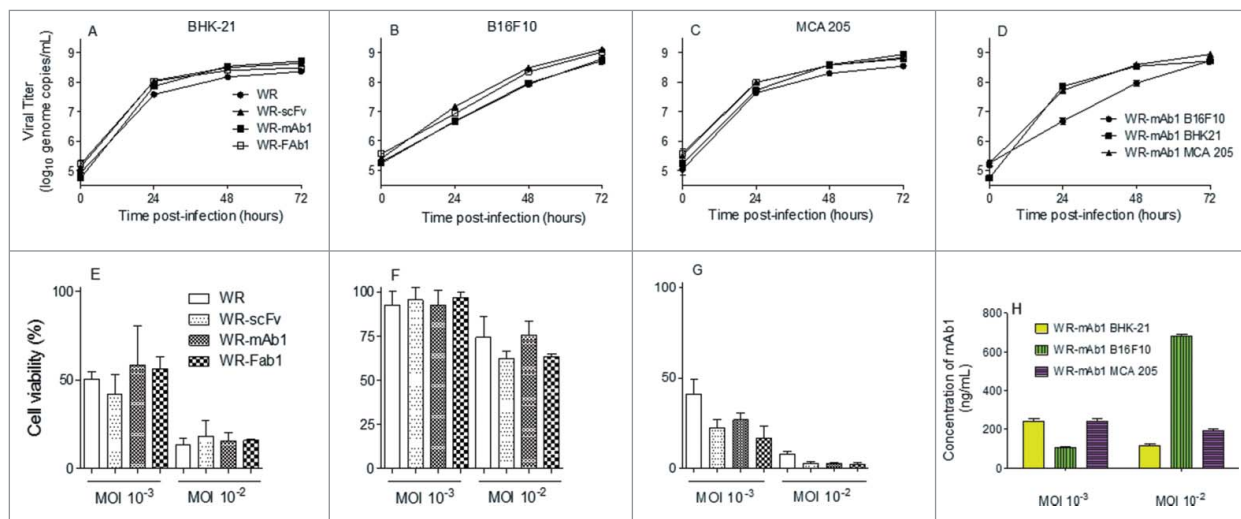 A
BHK-21
Viral Titer
(log10 genome copies/mL)
9
8
7
6
5
WR
WR-scFv
WR-mAb1
WR-FAb1
0
24
48
72
Time post-infection (hours)
B
B16F10
9
8
7
6
5
0
24
48
72
Time post-infection (hours)
C
MCA 205
9
8
7
6
5
0
24
48
72
Time post-infection (hours)
D
9
8
7
6
5
WR-mAb1 B16F10
WR-mAb1 BHK21
WR-mAb1 MCA 205
0
24
48
72
Time post-infection (hours)
E
Cell viability (%)
100
50
0
WR
WR-scFv
WR-mAb1
WR-Fab1
MOI 10-3
MOI 10-2
F
100
75
50
25
0
MOI 10-3
MOI 10-2
G
100
50
0
MOI 10-3
MOI 10-2
H
Concentration of mAb1
(ng/mL)
800
600
400
200
0
WR-mAb1 BHK-21
WR-mAb1 B16F10
WR-mAb1 MCA 205
MOI 10-3
MOI 10-2